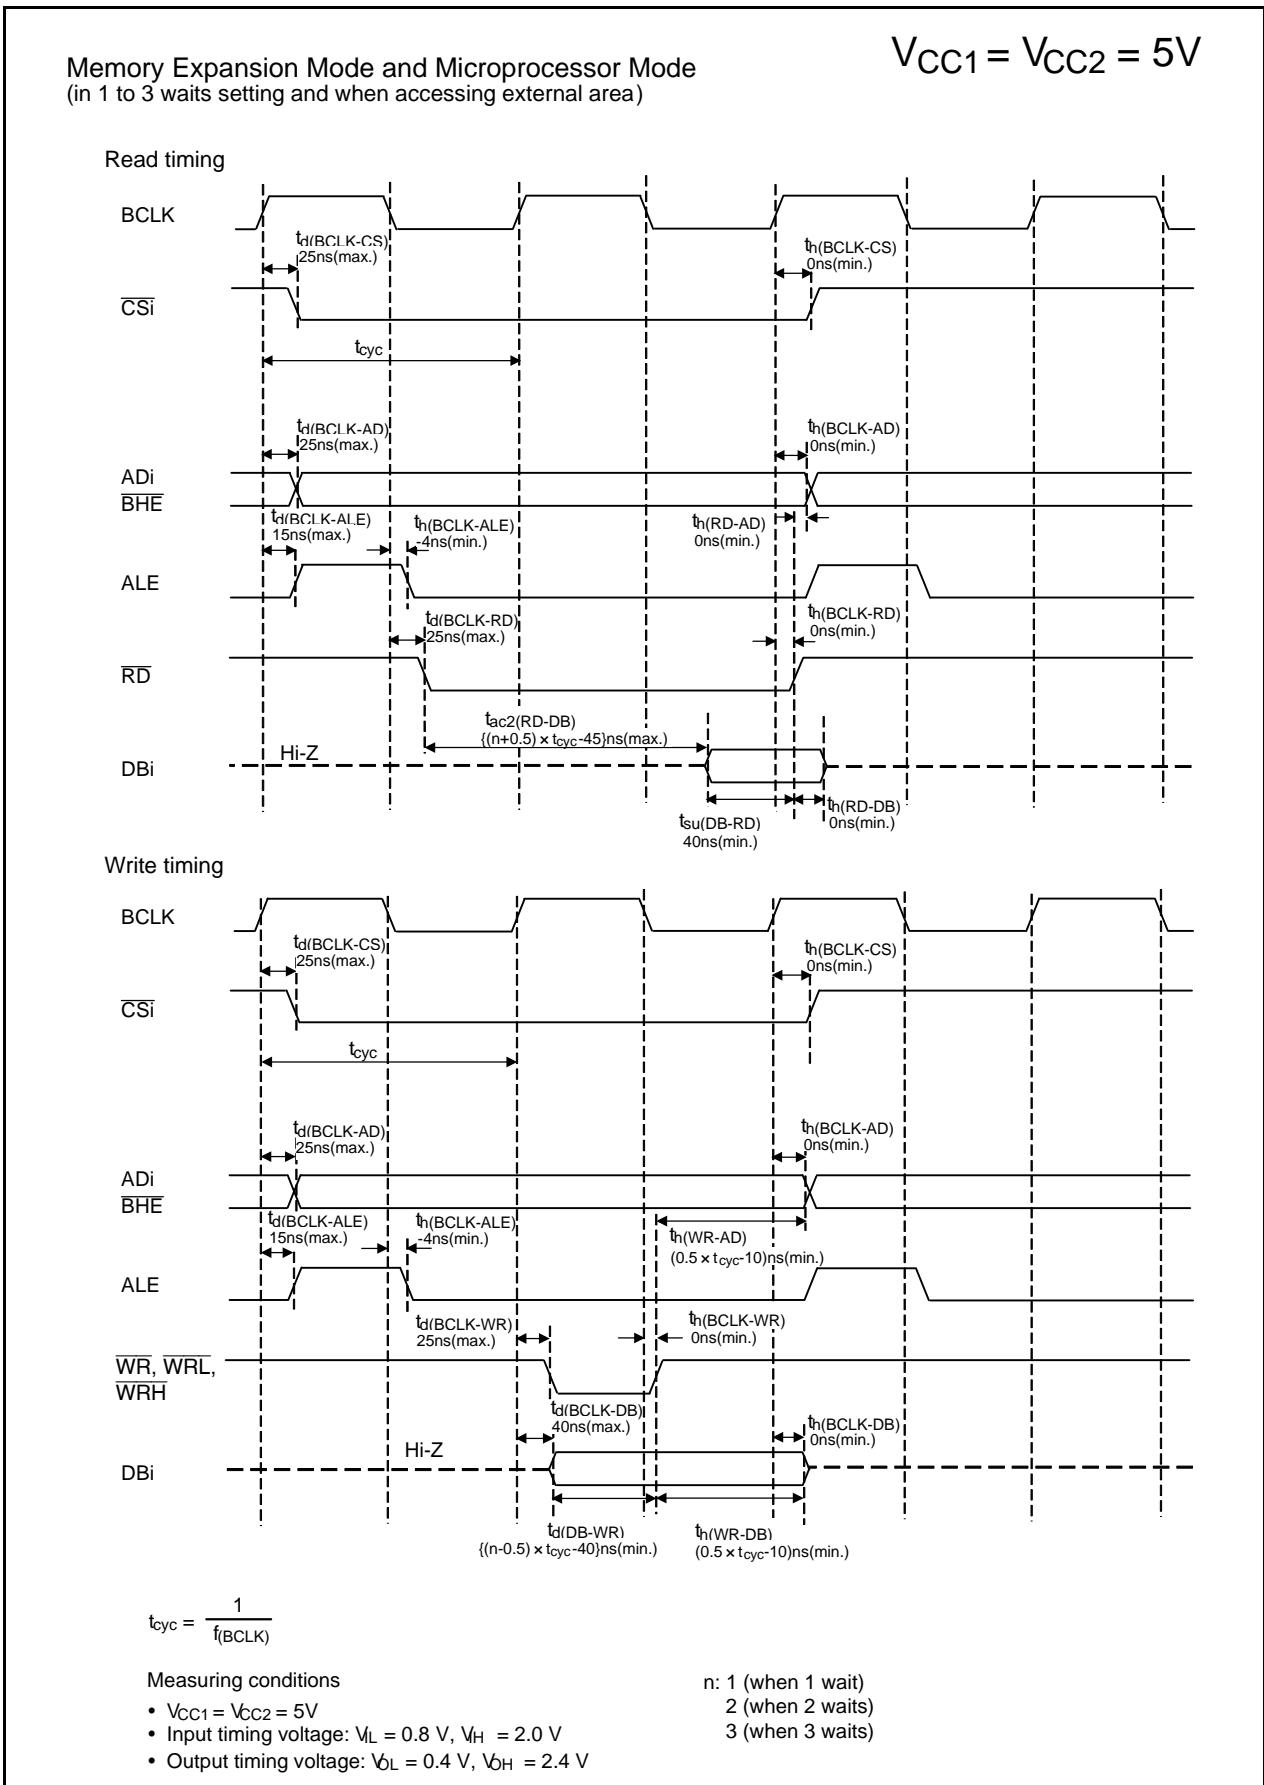 VCC1 = VCC2 = 5V
Memory Expansion Mode and Microprocessor Mode
(in 1 to 3 waits setting and when accessing external area)
Read timing
BCLK
td(BCLK-CS)
25ns(max.)
th(BCLK-CS)
0ns(min.)
CSi
tcyc
td(BCLK-AD)
25ns(max.)
th(BCLK-AD)
0ns(min.)
ADi
BHE
td(BCLK-ALE)
15ns(max.)
th(BCLK-ALE)
-4ns(min.)
th(RD-AD)
0ns(min.)
ALE
td(BCLK-RD)
25ns(max.)
th(BCLK-RD)
0ns(min.)
RD
tac2(RD-DB)
{(n+0.5) × tcyc-45}ns(max.)
Hi-Z
DBi
tsu(DB-RD)
40ns(min.)
th(RD-DB)
0ns(min.)
Write timing
BCLK
td(BCLK-CS)
25ns(max.)
th(BCLK-CS)
0ns(min.)
CSi
tcyc
td(BCLK-AD)
25ns(max.)
th(BCLK-AD)
0ns(min.)
ADi
BHE
td(BCLK-ALE)
15ns(max.)
th(BCLK-ALE)
-4ns(min.)
th(WR-AD)
(0.5 × tcyc-10)ns(min.)
ALE
td(BCLK-WR)
25ns(max.)
th(BCLK-WR)
0ns(min.)
WR, WRL,
WRH
td(BCLK-DB)
40ns(max.)
th(BCLK-DB)
0ns(min.)
Hi-Z
DBi
td(DB-WR)
{(n-0.5) × tcyc-40}ns(min.)
th(WR-DB)
(0.5 × tcyc-10)ns(min.)
tcyc = 1
f(BCLK)
Measuring conditions
• VCC1 = VCC2 = 5V
• Input timing voltage: VIL = 0.8 V, VIH = 2.0 V
• Output timing voltage: VOL = 0.4 V, VOH = 2.4 V
n: 1 (when 1 wait)
2 (when 2 waits)
3 (when 3 waits)